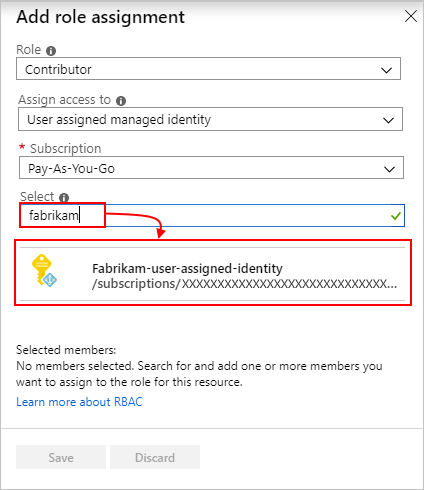 Add role assignment
Role
Contributor
Assign access to
User assigned managed identity
* Subscription
Pay-As-You-Go
Select
fabrikam
Fabrikam-user-assigned-identity
/subscriptions/XXXXXXXXXXXXXXXXXXXXXXXXXXXXX...
Selected members:
No members selected. Search for and add one or more members you
want to assign to the role for this resource.
Learn more about RBAC
Save
Discard